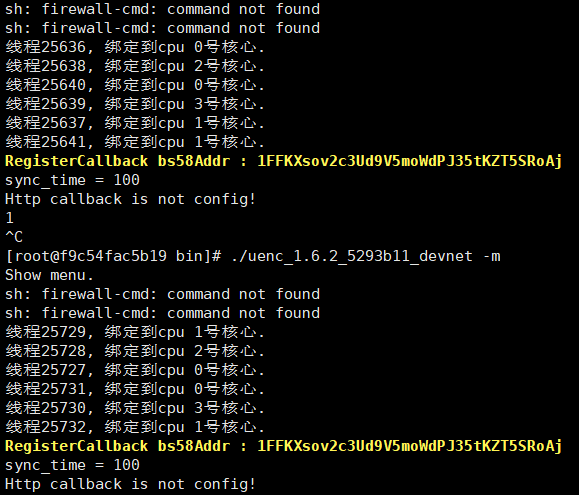 sh: firewall-cmd: command not found
sh: firewall-cmd: command not found
线程25636, 绑定到cpu 0号核心.
线程25638, 绑定到cpu 2号核心.
线程25640, 绑定到cpu 0号核心.
线程25639, 绑定到cpu 3号核心.
线程25637, 绑定到cpu 1号核心.
线程25641, 绑定到cpu 1号核心.
RegisterCallback bs58Addr : 1FFKXsov2c3Ud9V5moWdPJ35tKZT5SRoAj
sync_time = 100
Http callback is not config!
1
^C
[root@f9c54fac5b19 bin]# ./uenc_1.6.2_5293b11_devnet -m
Show menu.
sh: firewall-cmd: command not found
sh: firewall-cmd: command not found
线程25729, 绑定到cpu 1号核心.
线程25728, 绑定到cpu 2号核心.
线程25727, 绑定到cpu 0号核心.
线程25731, 绑定到cpu 0号核心.
线程25730, 绑定到cpu 3号核心.
线程25732, 绑定到cpu 1号核心.
RegisterCallback bs58Addr : 1FFKXsov2c3Ud9V5moWdPJ35tKZT5SRoAj
sync_time = 100
Http callback is not config!